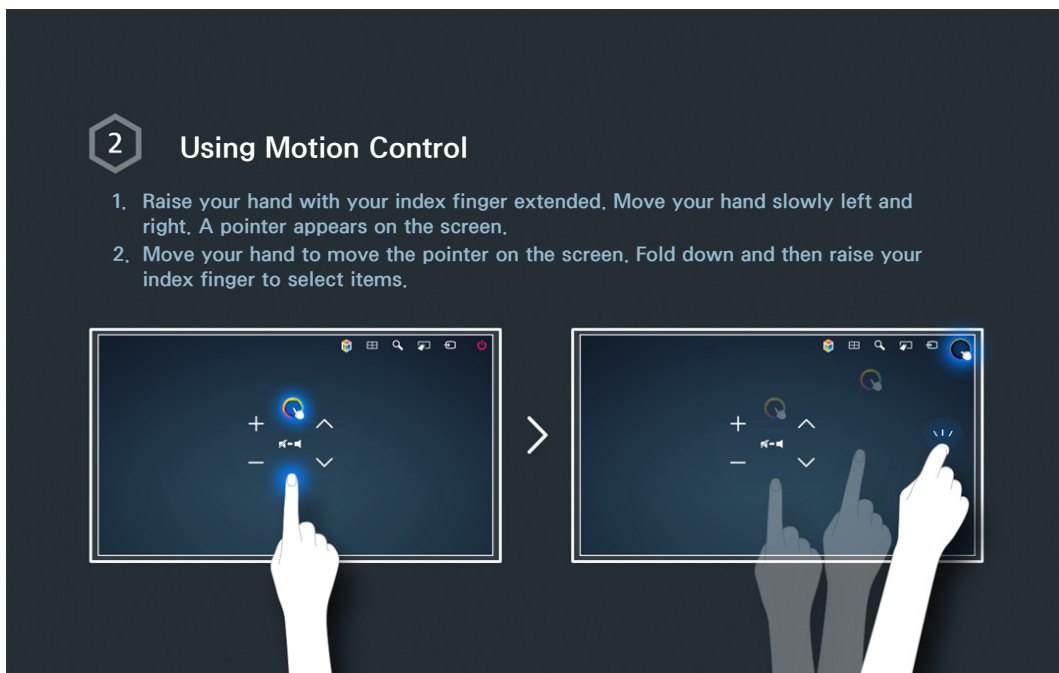 2 Using Motion Control
1. Raise your hand with your index finger extended. Move your hand slowly left and
right. A pointer appears on the screen.
2. Move your hand to move the pointer on the screen. Fold down and then raise your
index finger to select items.